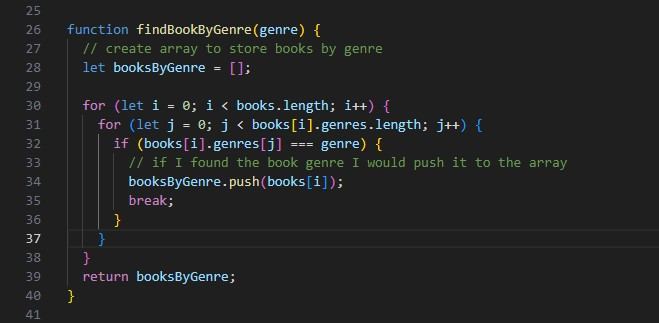 25
26 function findBookByGenre(genre) {
27 // create array to store books by genre
28 let booksByGenre = [];
29
30 for (let i = 0; i < books.length; i++) {
31 for (let j = 0; j < books[i].genres.length; j++) {
32 if (books[i].genres[j] === genre) {
33 // if I found the book genre I would push it to the array
34 booksByGenre.push(books[i]);
35 break;
36 }
37 }
38 }
39 return booksByGenre;
40 }
41